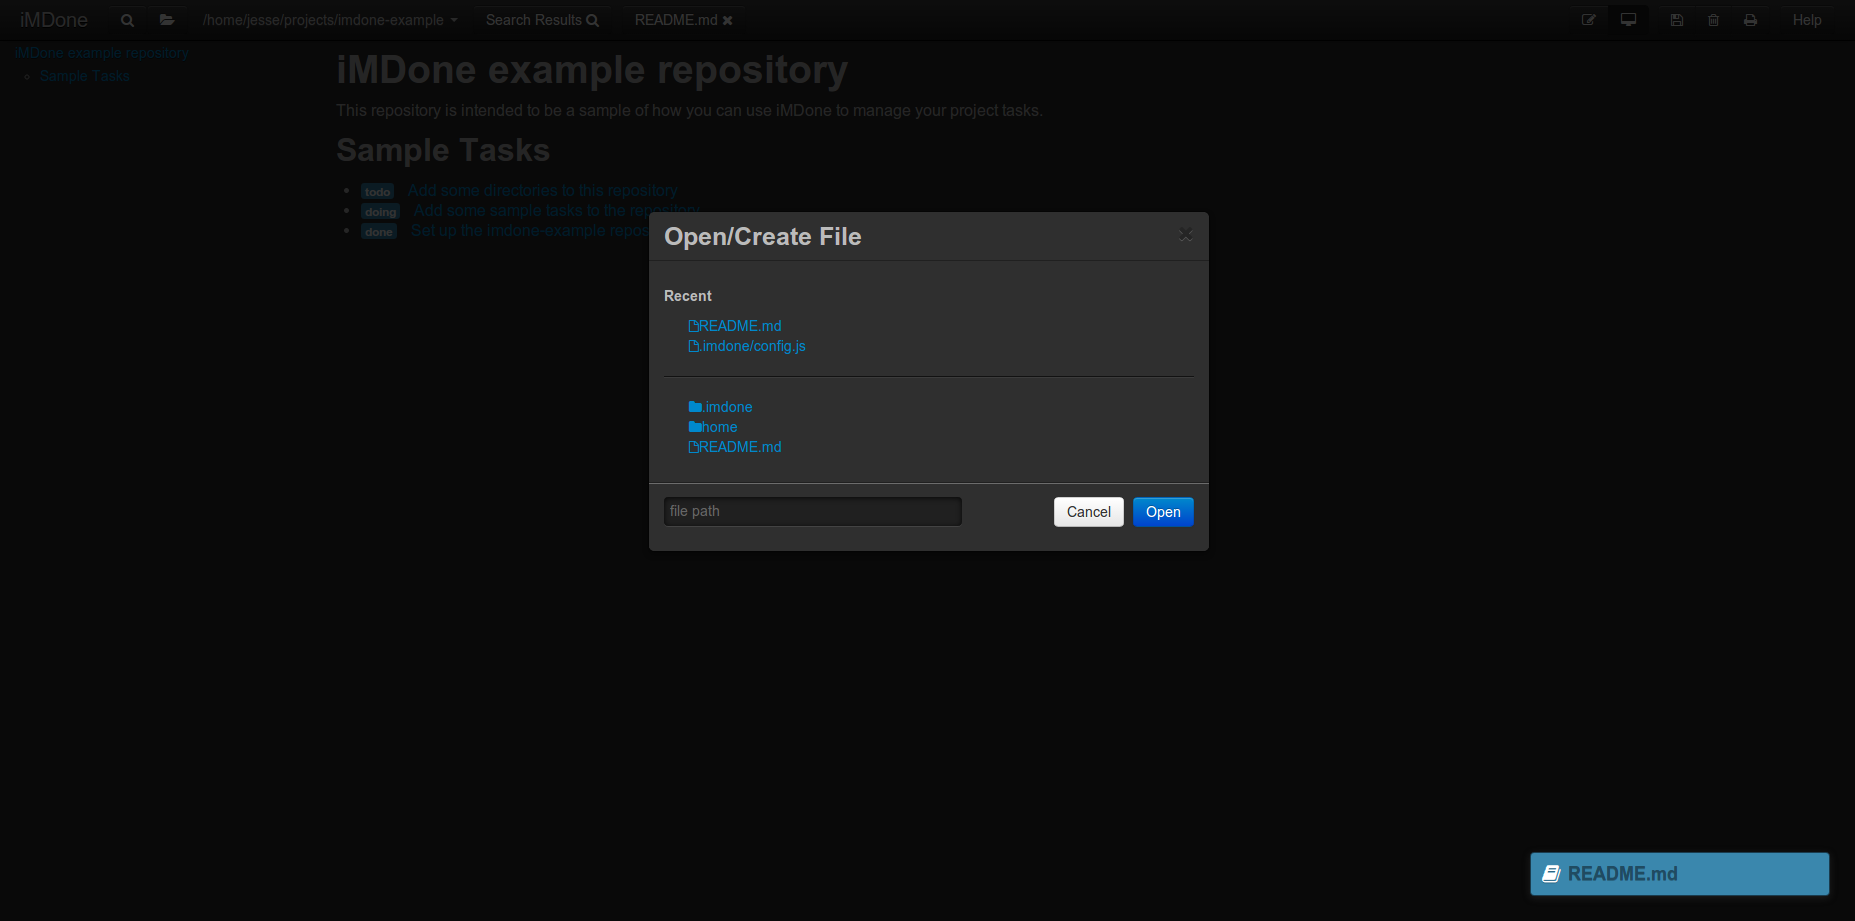 iMDone /home/jesse/projects/imdone-example Search Results README.md Help
iMDone example repository
Sample Tasks
iMDone example repository
This repository is intended to be a sample of how you can use iMDone to manage your project tasks.
Sample Tasks
todo Add some directories to this repository
doing Add some sample tasks to the repository
done Set up the imdone-example repos
Open/Create File
Recent
README.md
.imdone/config.js
.imdone
home
README.md
file path
Cancel
Open
README.md